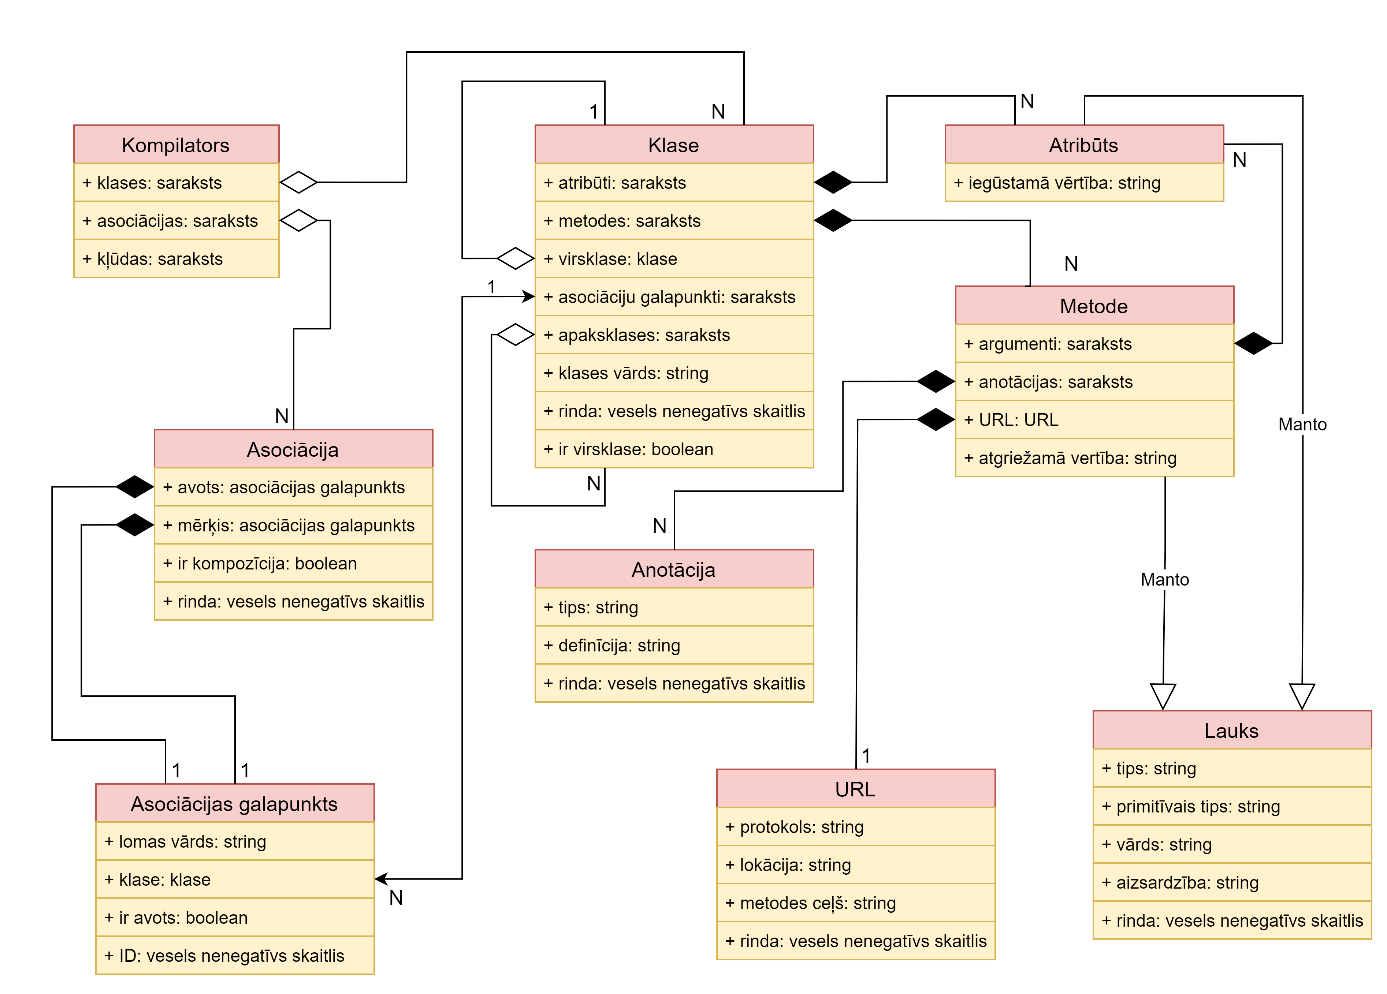 Kompilators
+ klases: saraksts
+ asociācijas: saraksts
+ kļūdas: saraksts
1
N
Klase
+ atribūti: saraksts
+ metodes: saraksts
+ virsklase: klase
+ asociāciju galapunkti: saraksts
+ apaksklases: saraksts
+ klases vārds: string
+ rinda: vesels nenegatīvs skaitlis
+ ir virsklase: boolean
1
N
N
Atribūts
+ iegūstamā vērtība: string
N
N
Metode
+ argumenti: saraksts
+ anotācijas: saraksts
+ URL: URL
+ atgriežamā vertība: string
Manto
Manto
N
Asociācija
+ avots: asociācijas galapunkts
+ mērķis: asociācijas galapunkts
+ ir kompozīcija: boolean
+ rinda: vesels nenegatīvs skaitlis
N
Anotācija
+ tips: string
+ definīcija: string
+ rinda: vesels nenegatīvs skaitlis
1
1
Asociācijas galapunkts
+ lomas vārds: string
+ klase: klase
+ ir avots: boolean
+ ID: vesels nenegatīvs skaitlis
N
1
URL
+ protokols: string
+ lokācija: string
+ metodes ceļš: string
+ rinda: vesels nenegatīvs skaitlis
Lauks
+ tips: string
+ primitīvais tips: string
+ vārds: string
+ aizsardzība: string
+ rinda: vesels nenegatīvs skaitlis